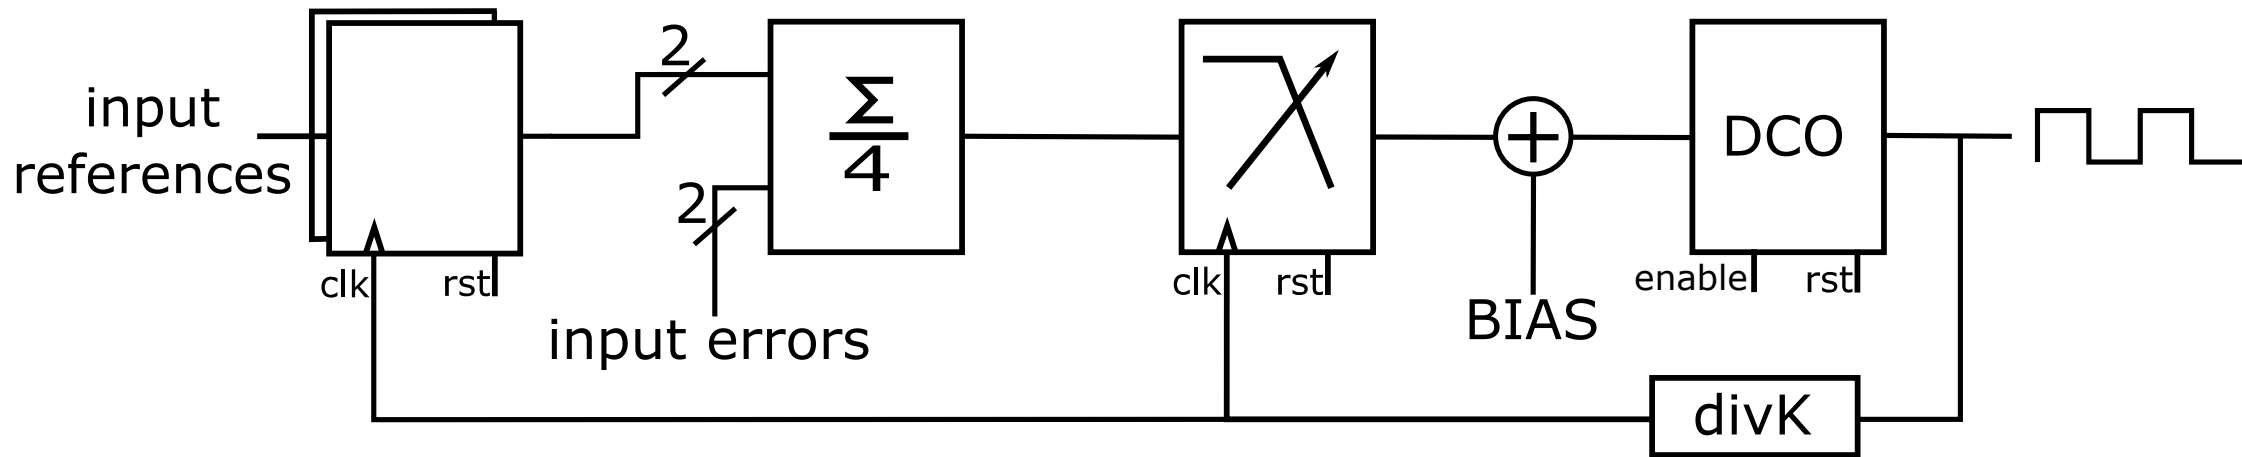 input
references
clk
rst
2
2
input errors
Σ
4
clk
rst
BIAS
DCO
enable
rst
divK